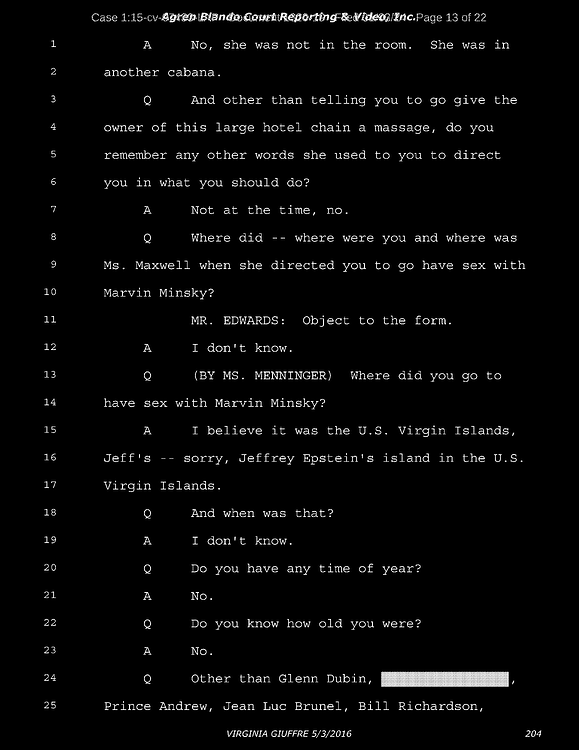 Case 1:15-cv- Agren Blando Court Reporting & Video, Inc. Page 13 of 22
1 A No, she was not in the room. She was in
2 another cabana.
3 Q And other than telling you to go give the
4 owner of this large hotel chain a massage, do you
5 remember any other words she used to you to direct
6 you in what you should do?
7 A Not at the time, no.
8 Q Where did -- where were you and where was
9 Ms. Maxwell when she directed you to go have sex with
10 Marvin Minsky?
11 MR. EDWARDS: Object to the form.
12 A I don't know.
13 Q (BY MS. MENNINGER) Where did you go to
14 have sex with Marvin Minsky?
15 A I believe it was the U.S. Virgin Islands,
16 Jeff's -- sorry, Jeffrey Epstein's island in the U.S.
17 Virgin Islands.
18 Q And when was that?
19 A I don't know.
20 Q Do you have any time of year?
21 A No.
22 Q Do you know how old you were?
23 A No.
24 Q Other than Glenn Dubin, ,
25 Prince Andrew, Jean Luc Brunel, Bill Richardson,
VIRGINIA GIUFFRE 5/3/2016 204